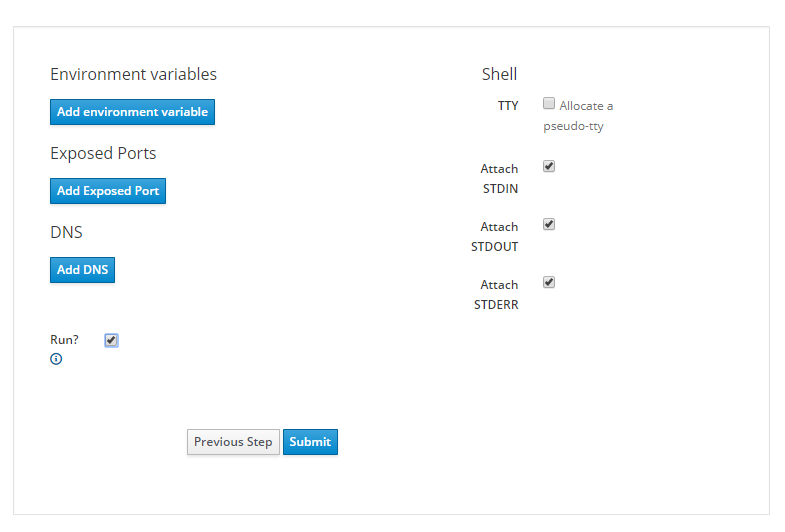 Environment variables
Add environment variable
Exposed Ports
Add Exposed Port
DNS
Add DNS
Run?
Shell
TTY
Allocate a
pseudo-tty
Attach
STDIN
Attach
STDOUT
Attach
STDERR
Previous Step
Submit